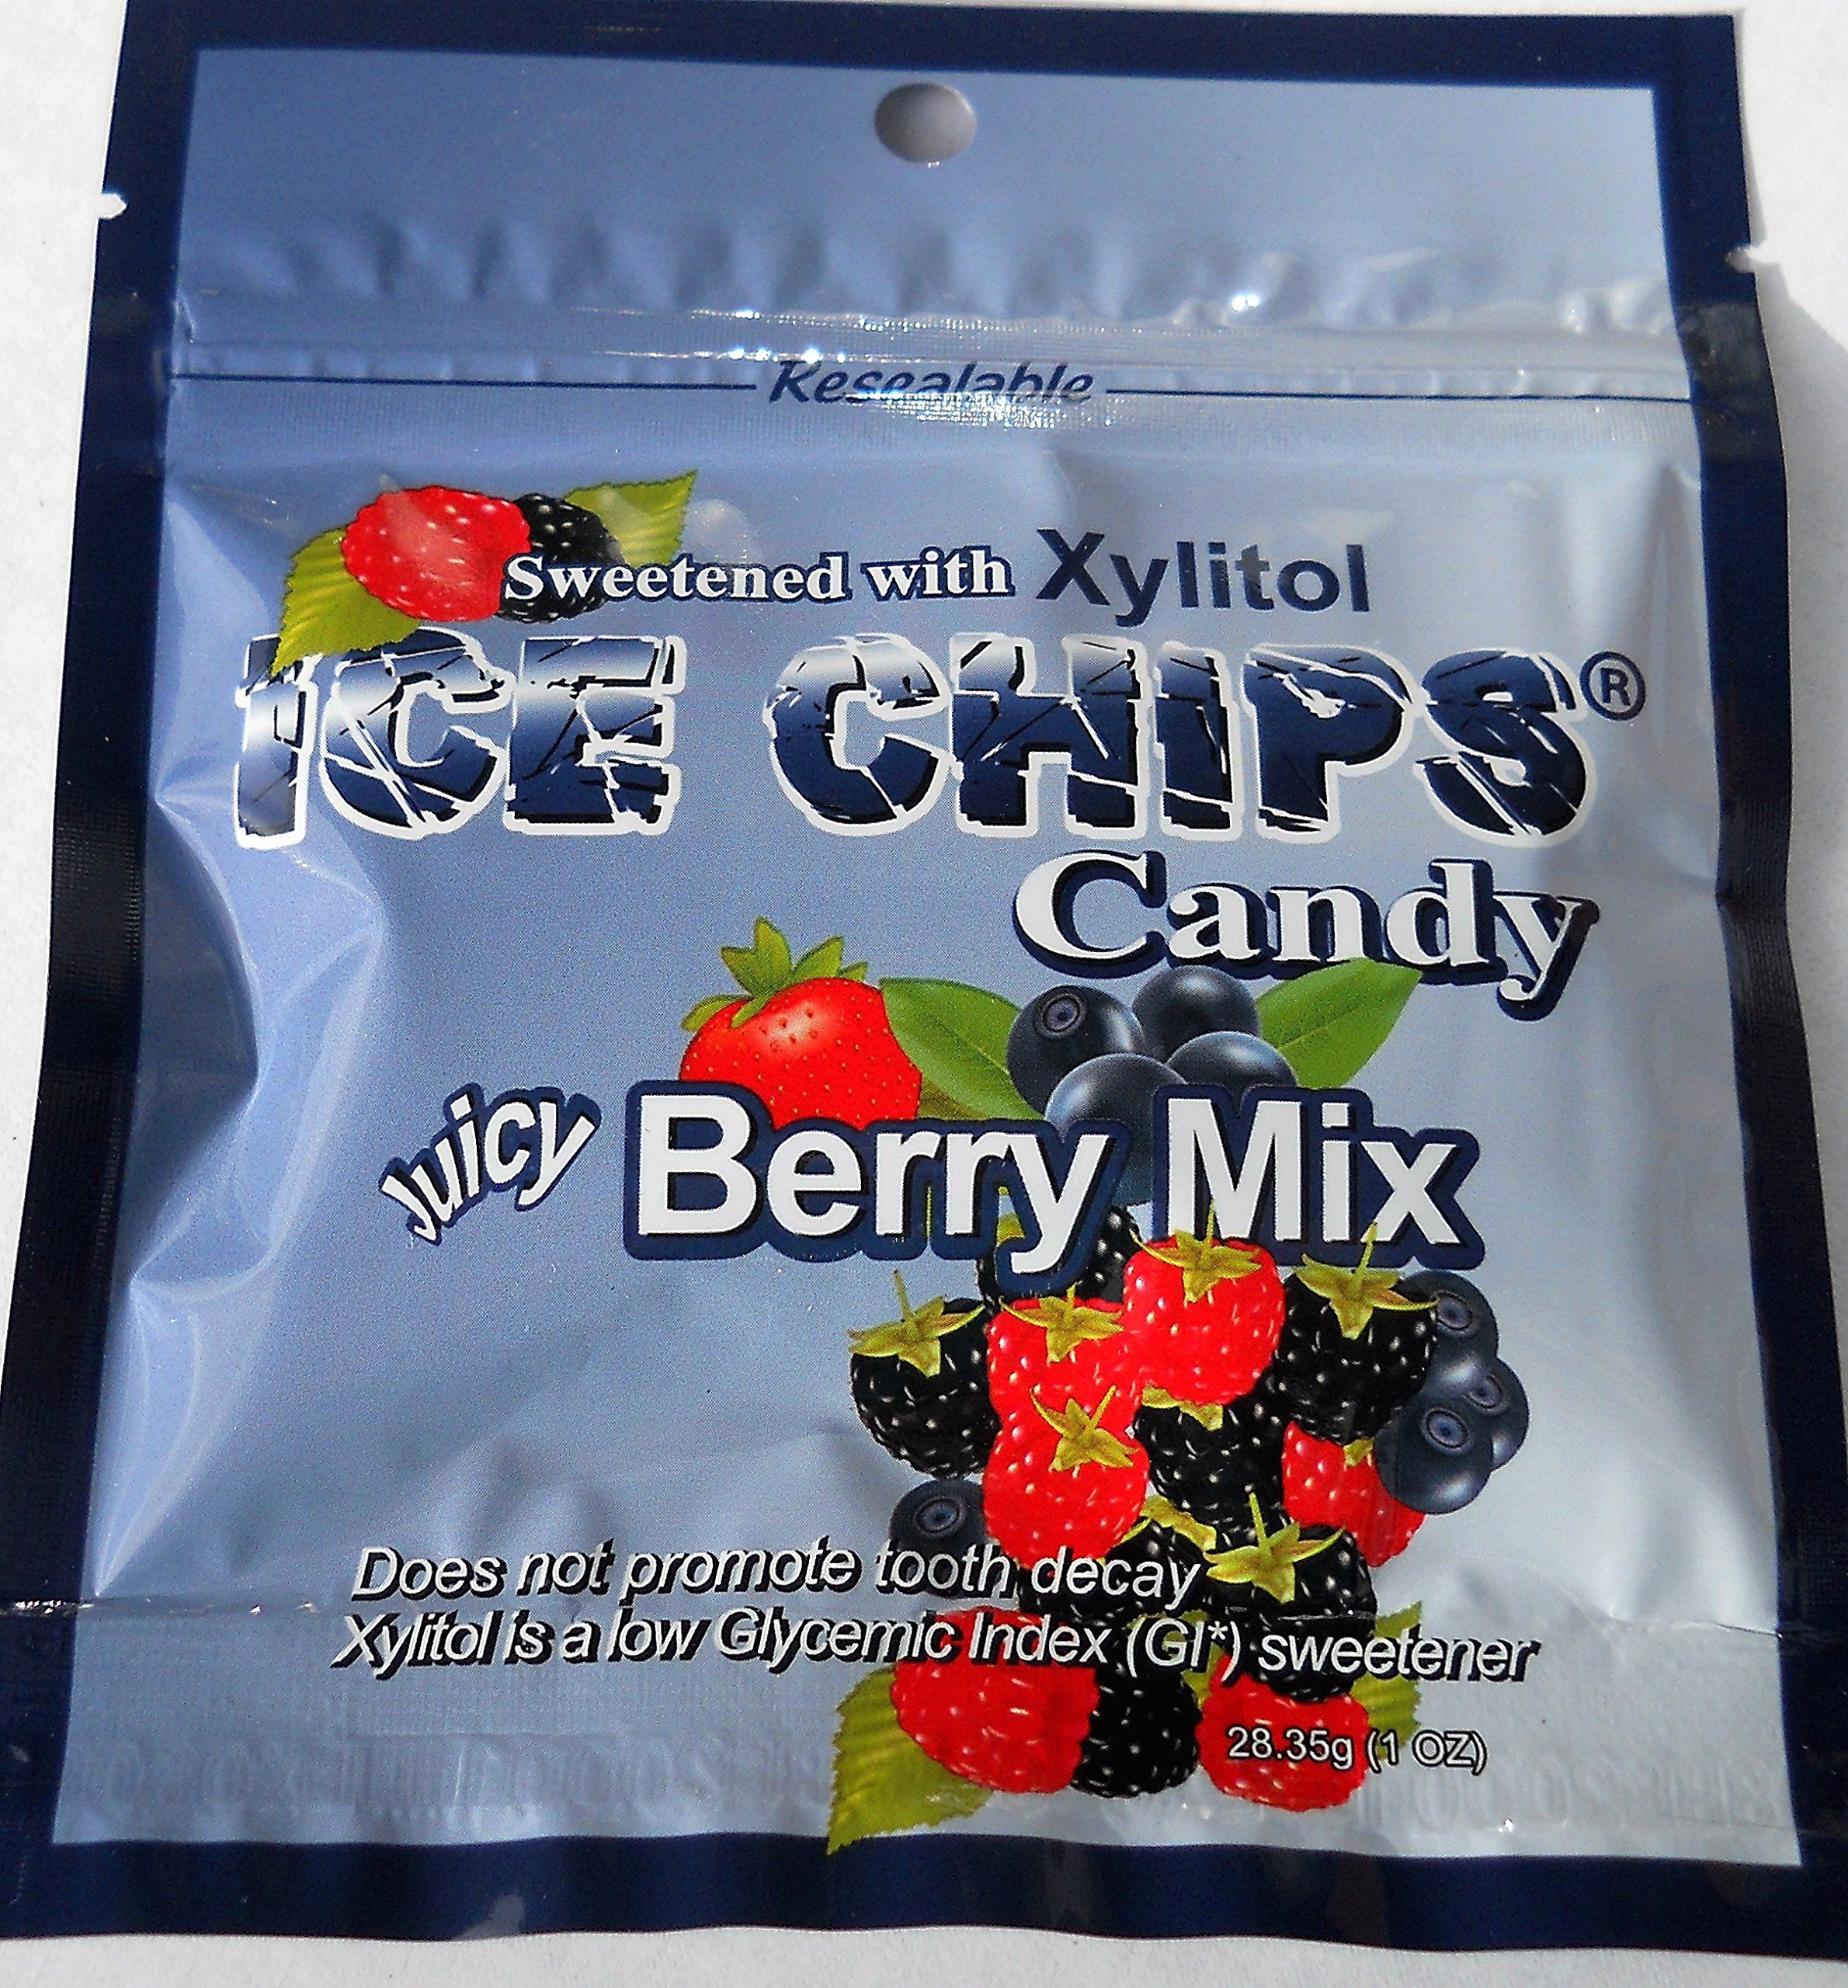 Resealable
Sweetened with Xylitol
ICE CHIPS®
Candy
Juicy Berry Mix
Does not promote tooth decay
Xylitol is a low Glycemic Index (GI*) sweetener
28.35g (1 OZ)